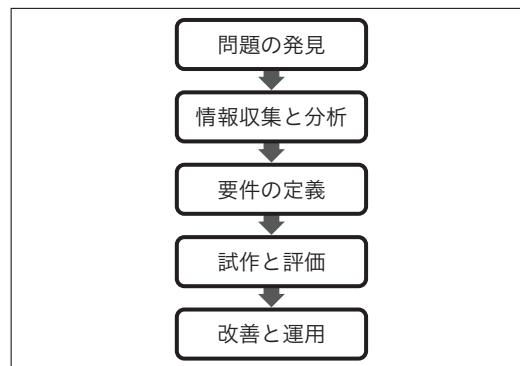 問題の発見
情報収集と分析
要件の定義
試作と評価
改善と運用